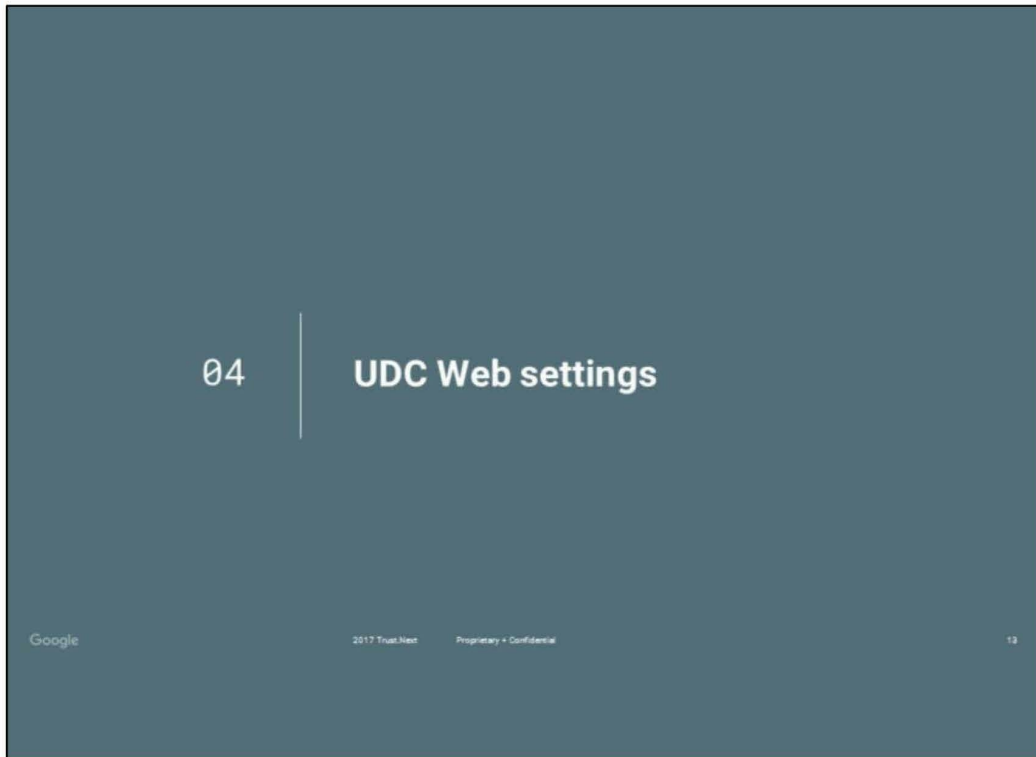 04
UDC Web settings
Google
2017 Trust.Next
Proprietary + Confidential
13